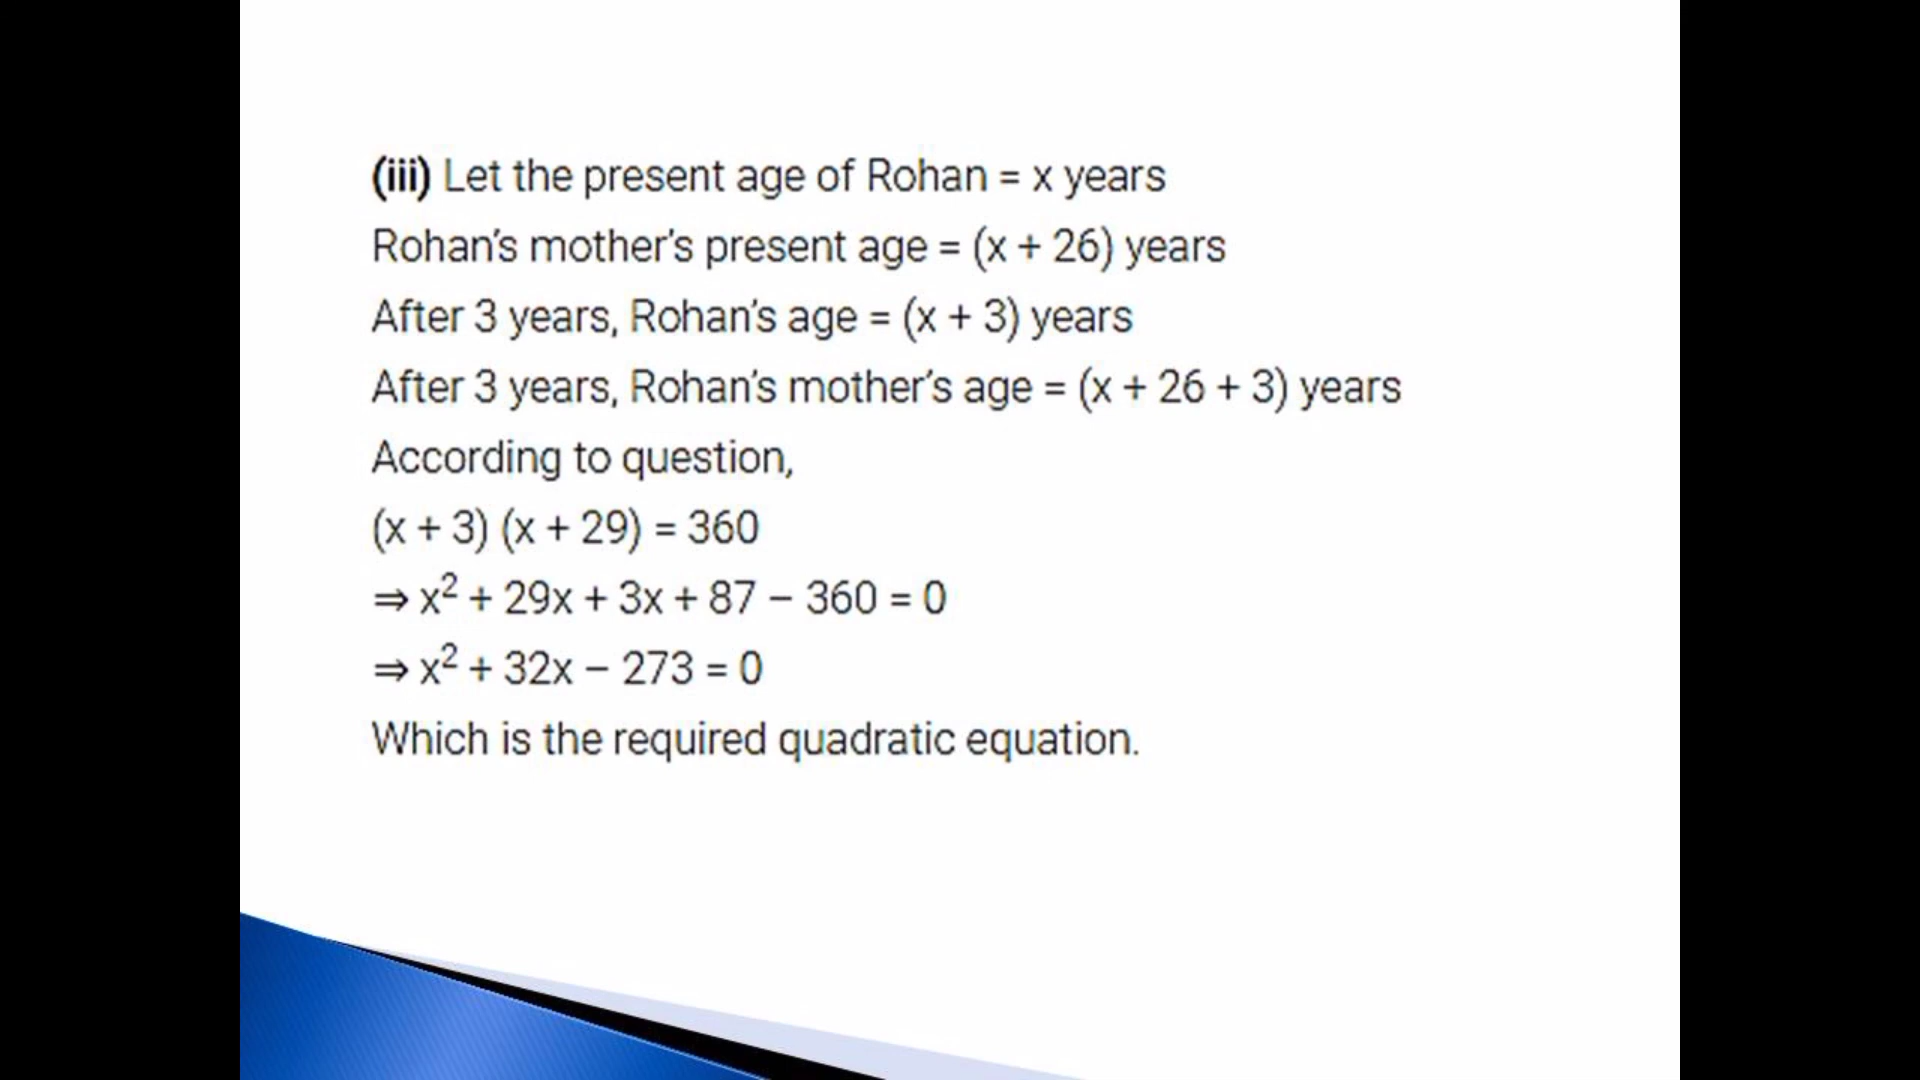 (iii) Let the present age of Rohan = x years
Rohan’s mother’s present age = (x + 26) years
After 3 years, Rohan’s age = (x + 3) years
After 3 years, Rohan’s mother’s age = (x + 26 + 3) years
According to question,
(x + 3) (x + 29) = 360
⇒ x² + 29x + 3x + 87 – 360 = 0
⇒ x² + 32x – 273 = 0
Which is the required quadratic equation.